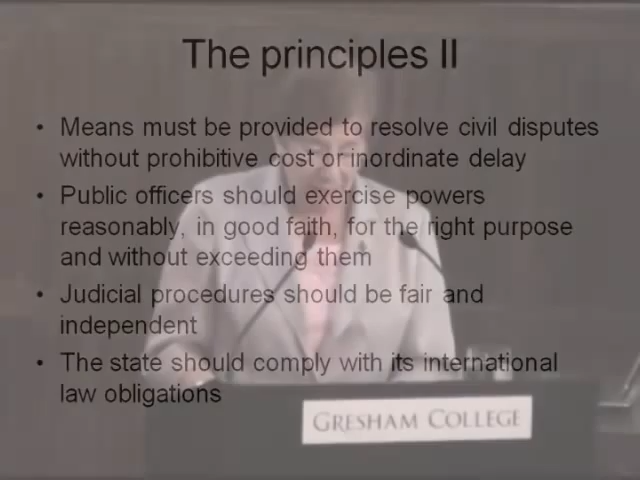 The principles II
• Means must be provided to resolve civil disputes
without prohibitive cost or inordinate delay
• Public officers should exercise powers
reasonably, in good faith, for the right purpose
and without exceeding them
• Judicial procedures should be fair and
independent
• The state should comply with its international
law obligations
GRESHAM COLLEGE